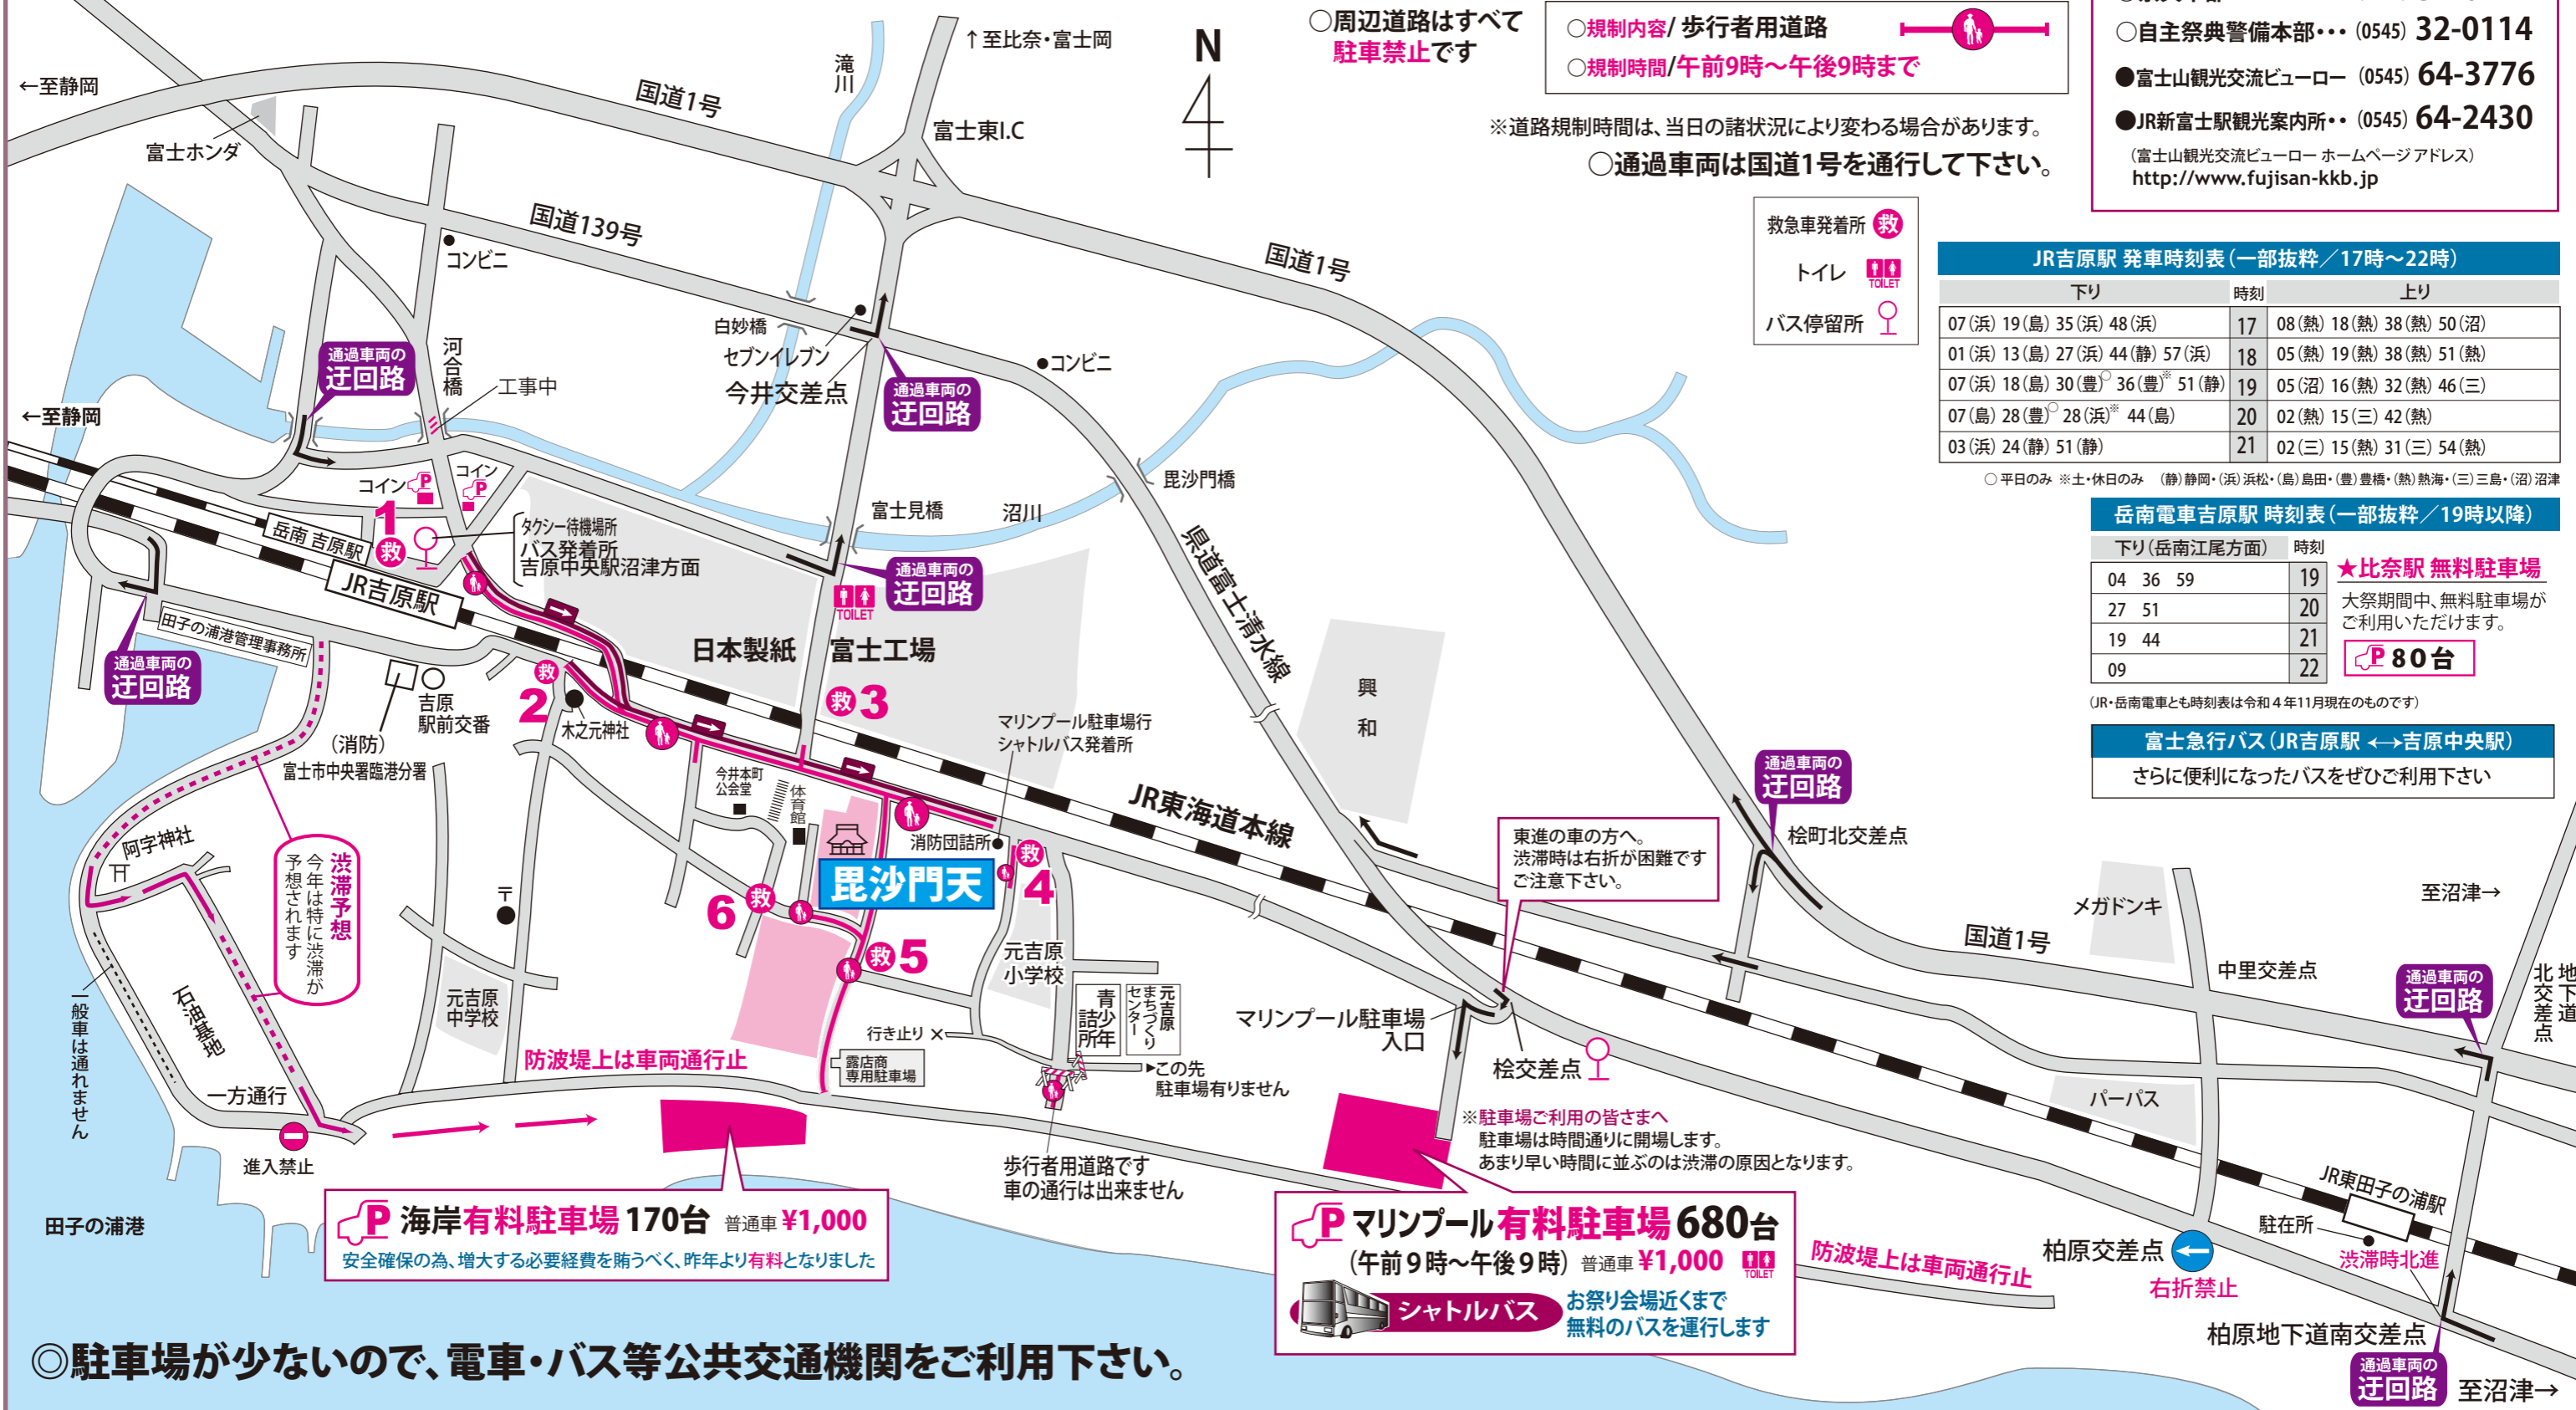 ○周辺道路はすべて
駐車禁止です
○規制内容/歩行者用道路
○規制時間/午前9時～午後9時まで
※道路規制時間は、当日の諸状況により変わる場合があります。
○通過車両は国道1号を通行して下さい。
○自主祭典警備本部･･･(0545) 32-0114
●富士山観光交流ビューロー (0545) 64-3776
●JR新富士駅観光案内所･･(0545) 64-2430
(富士山観光交流ビューロー ホームページ アドレス)
http://www.fujisan-kkb.jp
救急車発着所 救
トイレ TOILET
バス停留所
JR吉原駅 発車時刻表(一部抜粋／17時～22時)
下り 時刻 上り
07(浜) 19(島) 35(浜) 48(浜) 17 08(熱) 18(熱) 38(熱) 50(沼)
01(浜) 13(島) 27(浜) 44(静) 57(浜) 18 05(熱) 19(熱) 38(熱) 51(熱)
07(浜) 18(島) 30(豊)○ 36(豊)※ 51(静) 19 05(沼) 16(熱) 32(熱) 46(三)
07(島) 28(豊)○ 28(浜)※ 44(島) 20 02(熱) 15(三) 42(熱)
03(浜) 24(静) 51(静) 21 02(三) 15(熱) 31(三) 54(熱)
○平日のみ ※土・休日のみ (静)静岡・(浜)浜松・(島)島田・(豊)豊橋・(熱)熱海・(三)三島・(沼)沼津
岳南電車吉原駅 時刻表(一部抜粋／19時以降)
下り(岳南江尾方面) 時刻
04 36 59 19
27 51 20
19 44 21
09 22
★比奈駅 無料駐車場
大祭期間中、無料駐車場が
ご利用いただけます。
P 80台
(JR・岳南電車とも時刻表は令和4年11月現在のものです)
富士急行バス(JR吉原駅 ←→吉原中央駅)
さらに便利になったバスをぜひご利用下さい
N
↑至比奈・富士岡
滝川
←至静岡
国道1号
富士東I.C
富士ホンダ
国道139号
コンビニ
国道1号
白妙橋
セブンイレブン
今井交差点
コンビニ
通過車両の
迂回路
河合橋
工事中
通過車両の
迂回路
←至静岡
毘沙門橋
コイン P
コイン P
富士見橋
沼川
1
救
岳南 吉原駅
タクシー待機場所
バス発着所
吉原中央駅沼津方面
JR吉原駅
通過車両の
迂回路
TOILET
県道富士清水線
日本製紙 富士工場
田子の浦港管理事務所
通過車両の
迂回路
吉原
駅前交番
救
2
木之元神社
救 3
興和
マリンプール駐車場行
シャトルバス発着所
(消防)
富士市中央署臨港分署
今井本町
公会堂
体育館
JR東海道本線
通過車両の
迂回路
桧町北交差点
消防団詰所
東進の車の方へ。
渋滞時は右折が困難です
ご注意下さい。
阿字神社
渋滞予想
今年は特に渋滞が
予想されます
〒
毘沙門天
救
4
6 救
救 5
至沼津→
メガドンキ
国道1号
中里交差点
地下道
北交差点
通過車両の
迂回路
元吉原
小学校
元吉原
中学校
石油基地
一般車は通れません
元吉原
まちづくり
センター
青少年
詰所
行き止り ×
露店商
専用駐車場
▶この先
駐車場有りません
防波堤上は車両通行止
マリンプール駐車場
入口
桧交差点
パーパス
一方通行
進入禁止
歩行者用道路です
車の通行は出来ません
※駐車場ご利用の皆さまへ
駐車場は時間通りに開場します。
あまり早い時間に並ぶのは渋滞の原因となります。
田子の浦港
P 海岸有料駐車場 170台 普通車 ¥1,000
安全確保の為、増大する必要経費を賄うべく、昨年より有料となりました
P マリンプール有料駐車場 680台
(午前9時～午後9時) 普通車 ¥1,000 TOILET
シャトルバス
お祭り会場近くまで
無料のバスを運行します
防波堤上は車両通行止
JR東田子の浦駅
駐在所
渋滞時北進
柏原交差点
右折禁止
柏原地下道南交差点
通過車両の
迂回路
至沼津→
◎駐車場が少ないので、電車・バス等公共交通機関をご利用下さい。